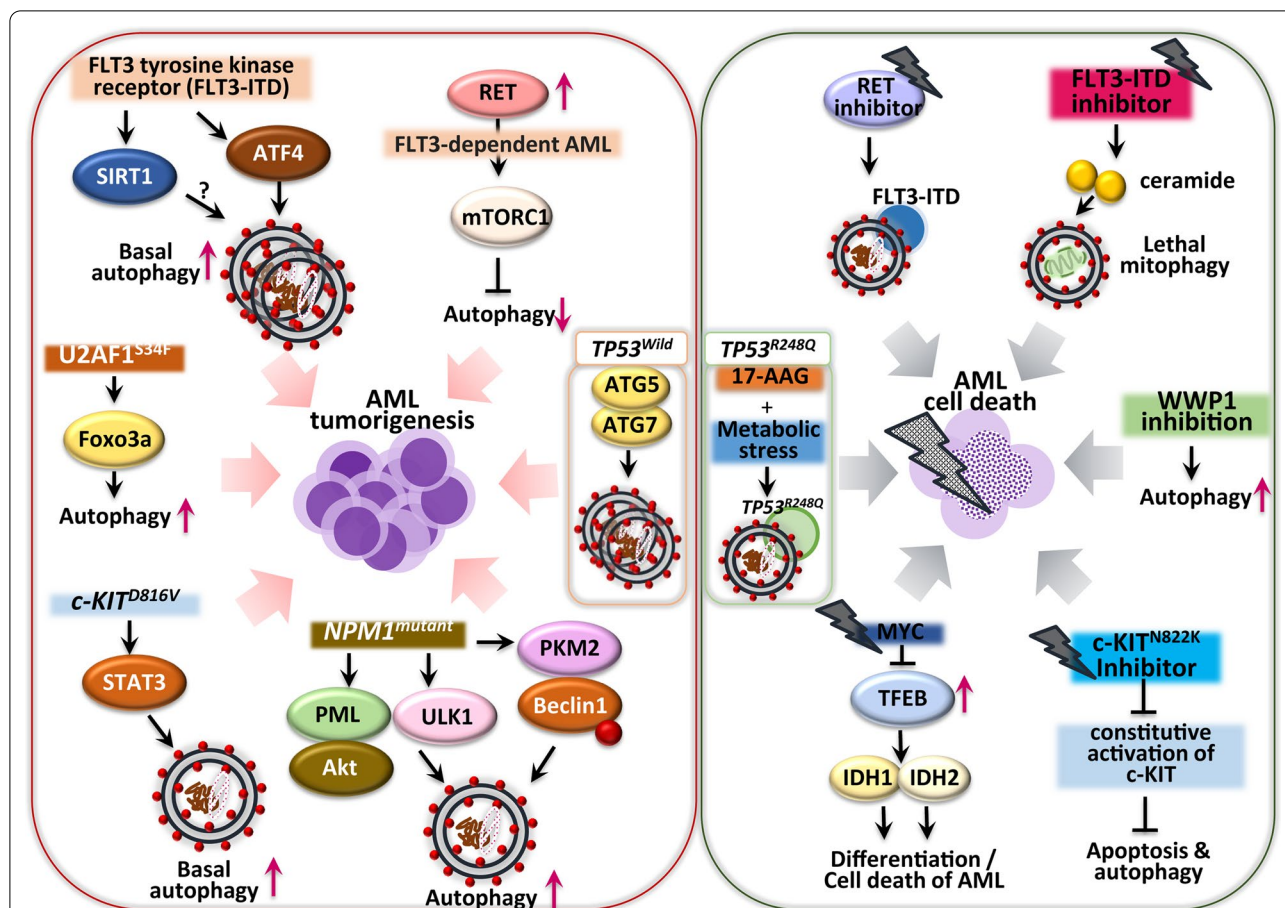 FLT3 tyrosine kinase
receptor (FLT3-ITD)
SIRT1
ATF4
?
Basal
autophagy
RET
FLT3-dependent AML
mTORC1
Autophagy
U2AF1S34F
Foxo3a
Autophagy
AML
tumorigenesis
TP53Wild
ATG5
ATG7
c-KITD816V
STAT3
Basal
autophagy
NPM1mutant
PML
Akt
ULK1
PKM2
Beclin1
Autophagy
RET
inhibitor
FLT3-ITD
FLT3-ITD
inhibitor
ceramide
Lethal
mitophagy
TP53R248Q
17-AAG
+
Metabolic
stress
TP53R248Q
AML
cell death
WWP1
inhibition
Autophagy
MYC
TFEB
IDH1
IDH2
Differentiation /
Cell death of AML
c-KITN822K
Inhibitor
constitutive
activation of
c-KIT
Apoptosis &
autophagy